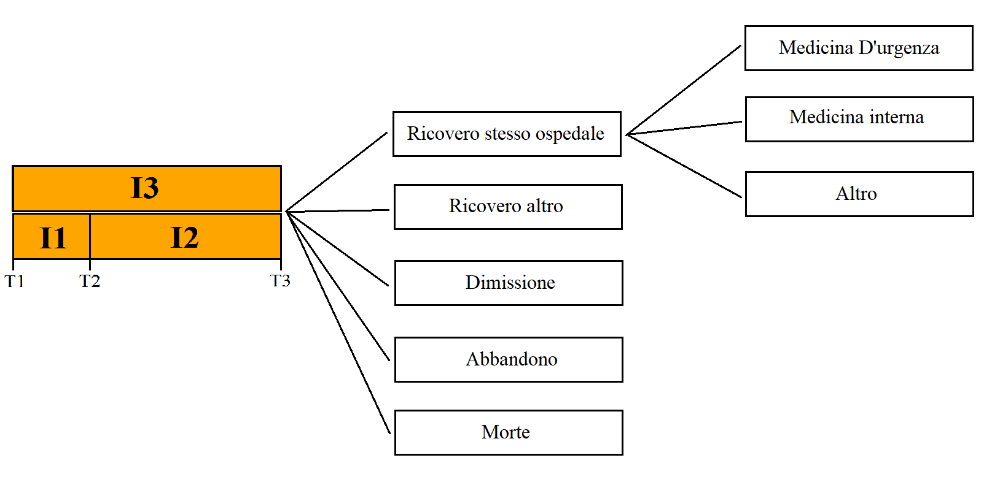 I3
I1
I2
T1
T2
T3
Ricovero stesso ospedale
Ricovero altro
Dimissione
Abbandono
Morte
Medicina D'urgenza
Medicina interna
Altro